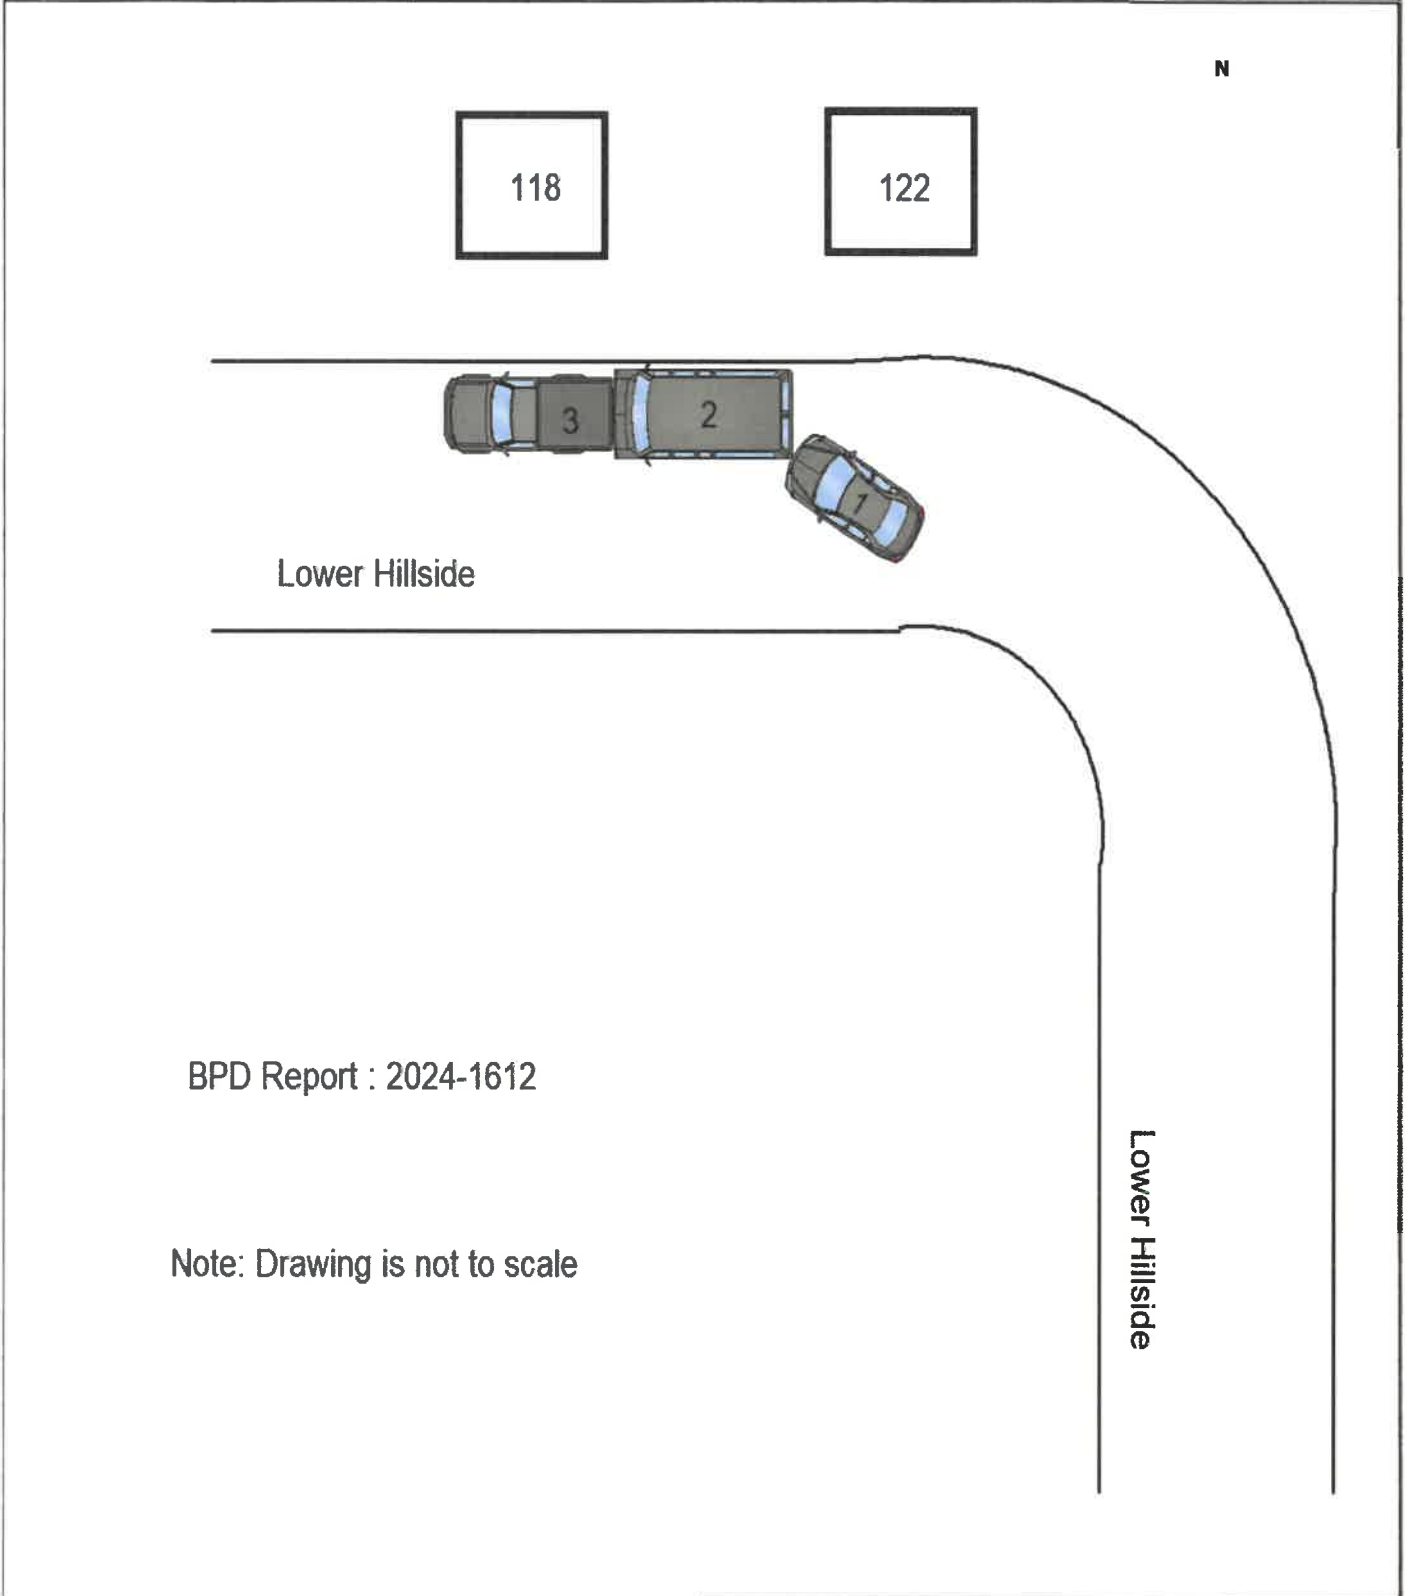 N
118
122
3
2
1
Lower Hillside
BPD Report : 2024-1612
Lower Hillside
Note: Drawing is not to scale